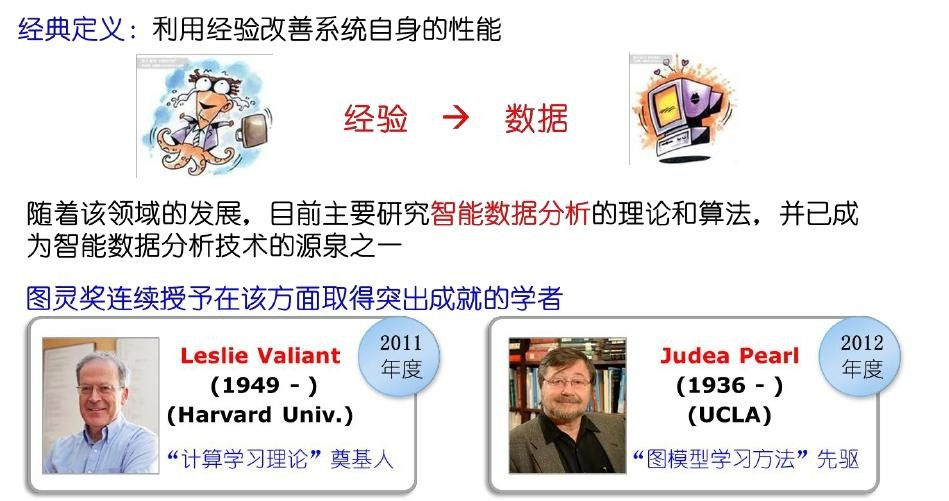 经典定义：利用经验改善系统自身的性能
经验 → 数据
随着该领域的发展，目前主要研究智能数据分析的理论和算法，并已成
为智能数据分析技术的源泉之一
图灵奖连续授予在该方面取得突出成就的学者
Leslie Valiant
(1949 - )
(Harvard Univ.)
“计算学习理论”奠基人
2011
年度
Judea Pearl
(1936 - )
(UCLA)
“图模型学习方法”先驱
2012
年度